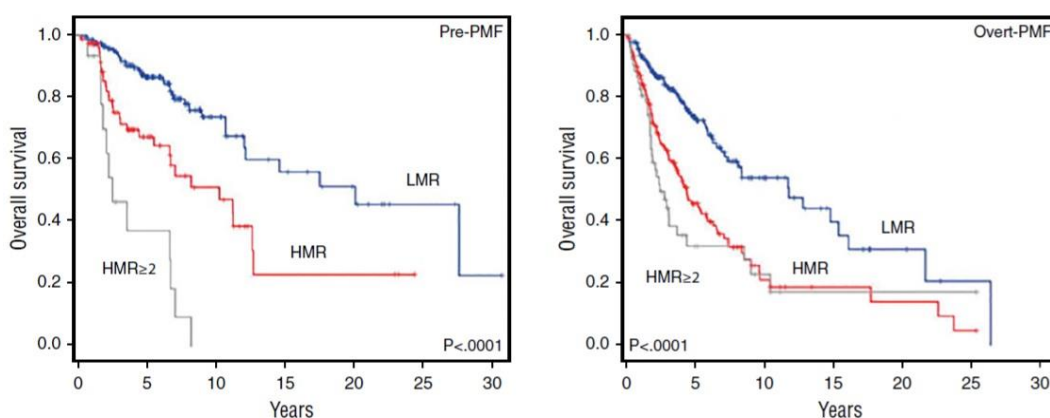 Pre-PMF
Overall survival
1.0
0.8
0.6
0.4
0.2
0.0
LMR
HMR
HMR≥2
P<.0001
0 5 10 15 20 25 30
Years
Overt-PMF
Overall survival
1.0
0.8
0.6
0.4
0.2
0.0
LMR
HMR
HMR≥2
P<.0001
0 5 10 15 20 25 30
Years